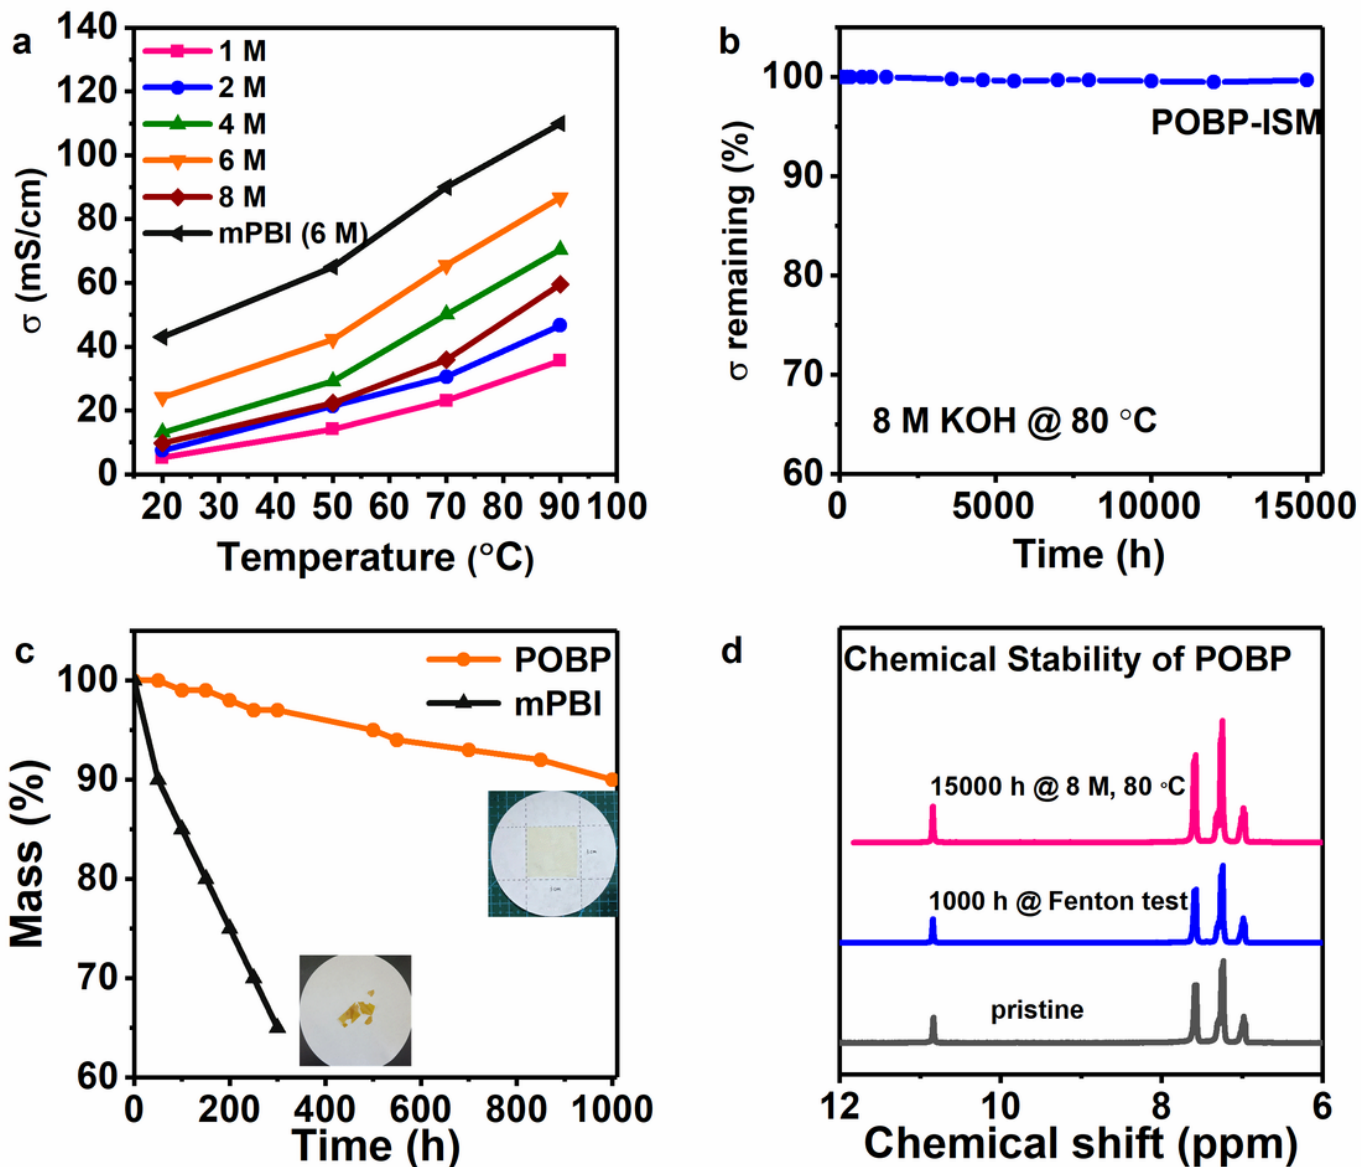 a
140
120
100
80
60
40
20
0
σ (mS/cm)
1 M
2 M
4 M
6 M
8 M
mPBI (6 M)
20 30 40 50 60 70 80 90 100
Temperature (°C)
b
100
90
80
70
60
σ remaining (%)
POBP-ISM
8 M KOH @ 80 °C
0 5000 10000 15000
Time (h)
c
100
90
80
70
60
Mass (%)
POBP
mPBI
0 200 400 600 800 1000
Time (h)
d
Chemical Stability of POBP
15000 h @ 8 M, 80 °C
1000 h @ Fenton test
pristine
12 10 8 6
Chemical shift (ppm)